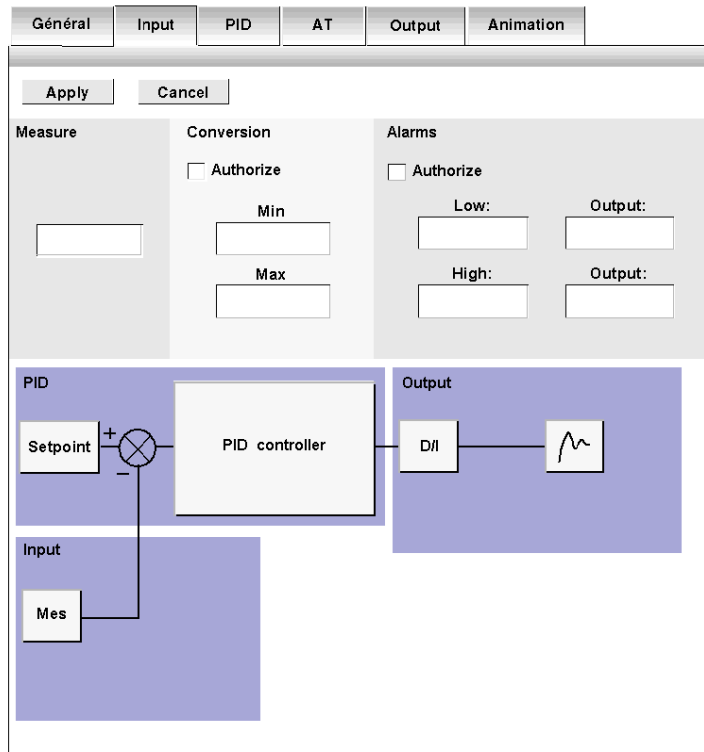 Général Input PID AT Output Animation
Apply Cancel
Measure Conversion Alarms
Authorize Authorize
Min Low: Output:
Max High: Output:
PID Output
Setpoint + − PID controller D/I
Input
Mes